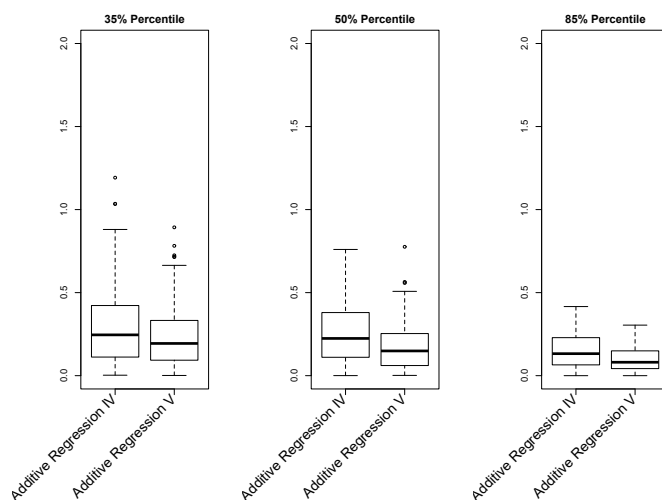 35% Percentile
2.0
1.5
1.0
0.5
0.0
Additive Regression IV
Additive Regression V
50% Percentile
2.0
1.5
1.0
0.5
0.0
Additive Regression IV
Additive Regression V
85% Percentile
2.0
1.5
1.0
0.5
0.0
Additive Regression IV
Additive Regression V